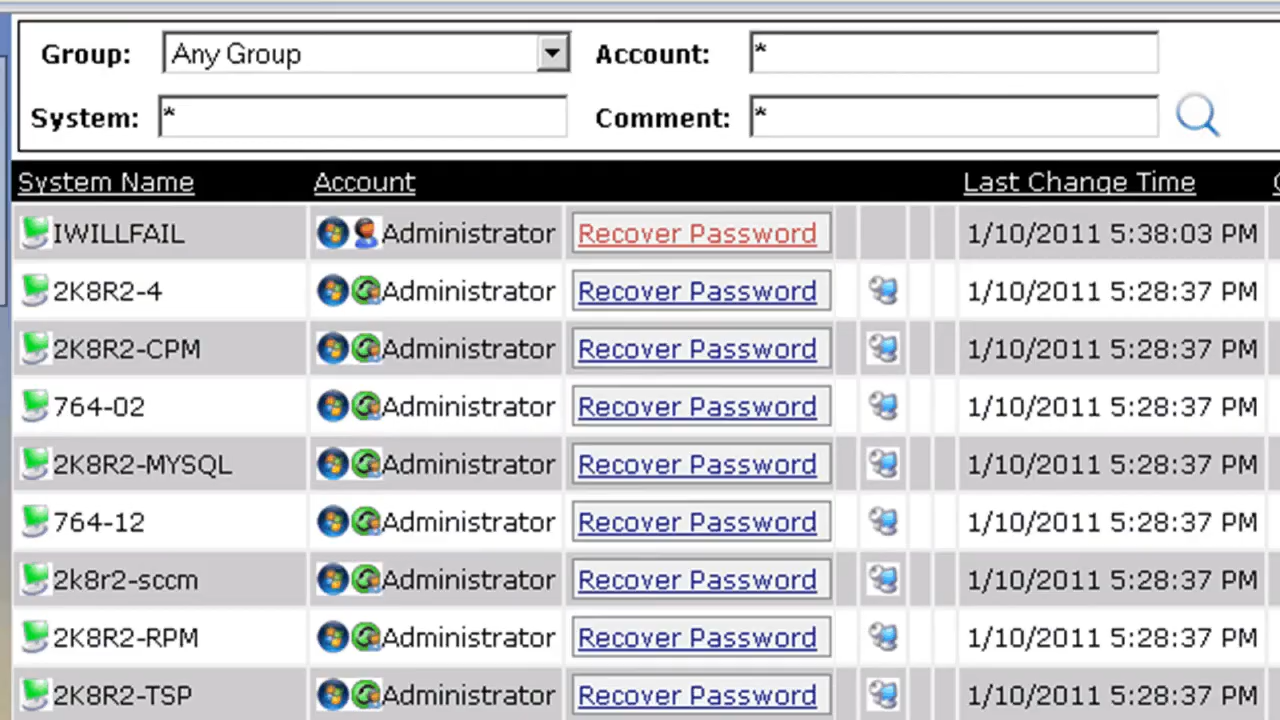 Group: Any Group Account: *
System: * Comment: *
System Name Account Last Change Time
IWILLFAIL Administrator Recover Password 1/10/2011 5:38:03 PM
2K8R2-4 Administrator Recover Password 1/10/2011 5:28:37 PM
2K8R2-CPM Administrator Recover Password 1/10/2011 5:28:37 PM
764-02 Administrator Recover Password 1/10/2011 5:28:37 PM
2K8R2-MYSQL Administrator Recover Password 1/10/2011 5:28:37 PM
764-12 Administrator Recover Password 1/10/2011 5:28:37 PM
2k8r2-sccm Administrator Recover Password 1/10/2011 5:28:37 PM
2K8R2-RPM Administrator Recover Password 1/10/2011 5:28:37 PM
2K8R2-TSP Administrator Recover Password 1/10/2011 5:28:37 PM